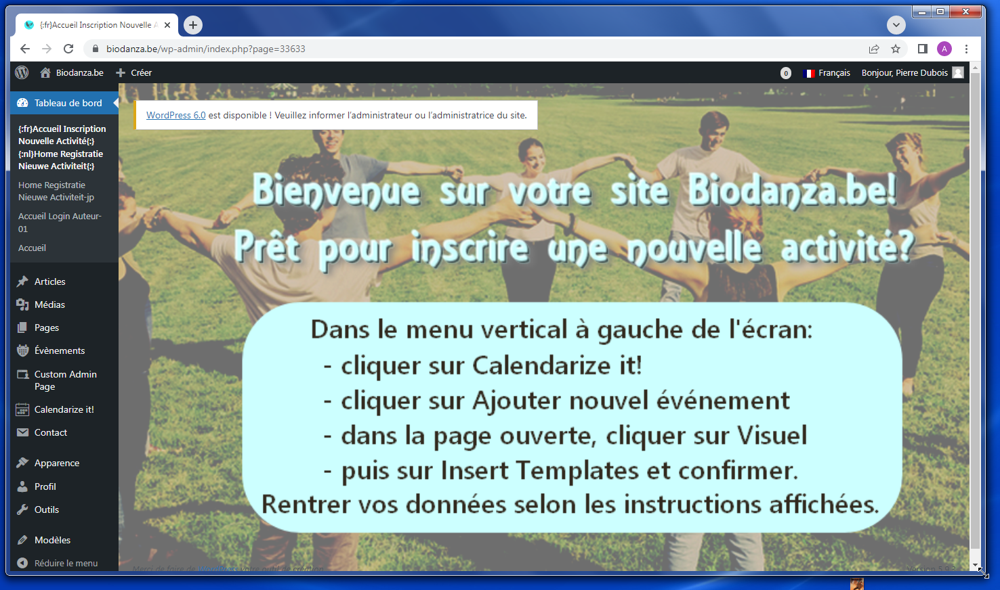 {:fr}Accueil Inscription Nouvelle A
biodanza.be/wp-admin/index.php?page=33633
A
Biodanza.be
Créer
0
Français
Bonjour, Pierre Dubois
Tableau de bord
{:fr}Accueil Inscription
Nouvelle Activité{:}
{:nl}Home Registratie
Nieuwe Activiteit{:}
Home Registratie
Nieuwe Activiteit-jp
Accueil Login Auteur-
01
Accueil
Articles
Médias
Pages
Évènements
Custom Admin
Page
Calendarize it!
Contact
Apparence
Profil
Outils
Modèles
Réduire le menu
WordPress 6.0 est disponible ! Veuillez informer l’administrateur ou l’administratrice du site.
Bienvenue sur votre site Biodanza.be!
Prêt pour inscrire une nouvelle activité?
Dans le menu vertical à gauche de l'écran:
- cliquer sur Calendarize it!
- cliquer sur Ajouter nouvel événement
- dans la page ouverte, cliquer sur Visuel
- puis sur Insert Templates et confirmer.
Rentrer vos données selon les instructions affichées.
Merci de faire de WordPress votre outil de création.
Version 5.9.3